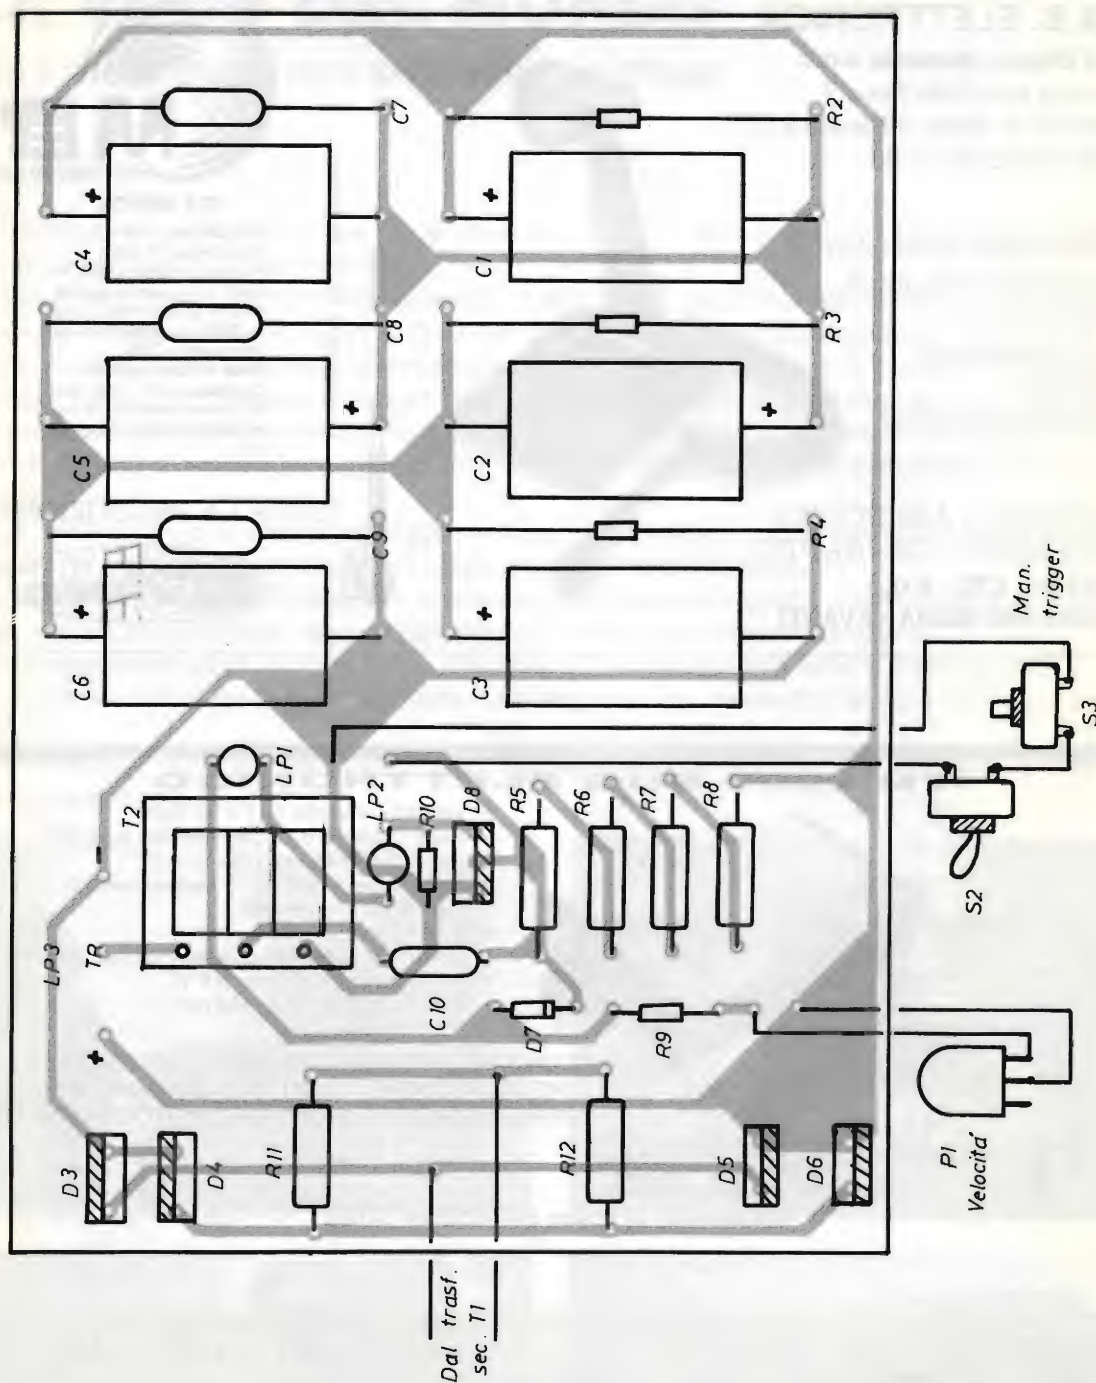 C7
R2
+
+
C4
C1
C8
R3
+
+
C5
C2
C9
R4
+
+
C6
C3
Man.
trigger
S3
LP1
T2
LP2
R10
D8
R5
R6
R7
R8
-
S2
LP3
TR
C10
D7
R9
+
D3
D4
R11
R12
D5
D6
P1
Velocitá
Dal trasf.
sec. T1